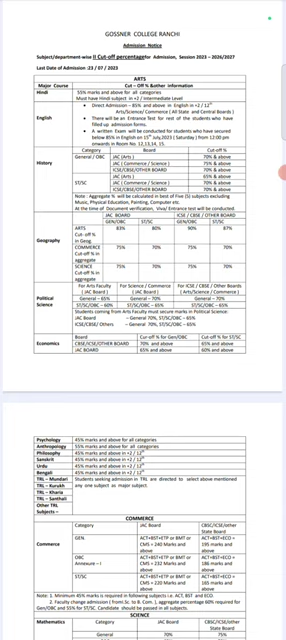 GOSSNER COLLEGE RANCHI
Admission Notice
Subject/department-wise II Cut-off percentagefor Admission, Session 2023 – 2026/2027
Last Date of Admission :23 / 07 / 2023
ARTS
Major Course Cut – Off %&other information
Hindi 55% marks and above for all categories
Must have Hindi subject in +2 / Intermediate Level
English • Direct Admission – 85% and above in English in +2 / 12th
Arts/Science/ Commerce ( All State and Central Boards )
• There will be an Entrance Test for rest of the students who have
filled up admission forms.
• A written Exam will be conducted for students who have secured
below 85% in English on 15th July,2023 ( Saturday ) from 12:00 pm
onwards in Room No. 12,13,14, 15.
History Category Board Cut-off %
General / OBC JAC (Arts ) 70% & above
JAC ( Commerce / Science ) 75% & above
ICSE/CBSE/OTHER BOARD 70% & above
ST/SC JAC (Arts ) 65% & above
JAC ( Commerce / Science ) 70% & above
ICSE/CBSE/OTHER BOARD 70% & above
Note : Aggregate % will be calculated in best of Five (5) subjects excluding
Music, Physical Education, Painting, Computer etc.
At the time of Document verification, Viva/ Entrance test will be conducted.
Geography JAC BOARD ICSE / CBSE / OTHER BOARD
GEN/OBC ST/SC GEN/OBC ST/SC
ARTS 83% 80% 90% 87%
Cut- off %
in Geog.
COMMERCE 75% 70% 75% 70%
Cut-off % in
aggregate
SCIENCE 75% 70% 75% 70%
Cut-off % in
aggregate
Political Science For Arts Faculty ( JAC Board ) For Science / Commerce ( JAC Board ) For ICSE / CBSE / Other Boards (Arts/Science / Commerce )
General – 65% General – 70% General – 70%
ST/SC/OBC – 60% ST/SC/OBC – 65% ST/SC/OBC – 65%
Students coming from Arts Faculty must secure marks in Political Science:
JAC Board – General 70%, ST/SC/OBC – 65%
ICSE/CBSE/ Others – General 70%, ST/SC/OBC – 65%
Economics Board Cur-off % for Gen/OBC Cut-off % for ST/SC
CBSE/ICSE/OTHER BOARD 70% and above 65% and above
JAC BOARD 65% and above 60% and above
Psychology 45% marks and above for all categories
Anthropology 55% marks and above for all categories
Philosophy 45% marks and above in +2 / 12th
Sanskrit 45% marks and above in +2 / 12th
Urdu 45% marks and above in +2 / 12th
Bengali 45% marks and above in +2 / 12th
TRL – Mundari Students seeking admission in TRL are directed to select above mentioned
TRL – Kurukh any one subject as major subject.
TRL – Kharia
TRL – Santhali
Other TRL
Subjects –
COMMERCE
Commerce Category JAC Board CBSE/ICSE/other
State Board
GEN ACT+BST+ETP or BMT or ACT+BST+ECO +
CMS = 240 Marks and 195 marks and
above above
OBC ACT+BST+ETP or BMT or ACT+BST+ECO +
Annexure – I CMS = 232 Marks and 186 marks and
above above
ST/SC ACT+BST+ETP or BMT or ACT+BST+ECO +
CMS = 220 Marks and 165 marks and
above above
Note: 1. Minimum 45% marks is required in following subjects i.e. ACT, BST and ECO.
2. Faculty change admission ( from I.Sc. to B. Com. ), aggregate percentage 60% required for
Gen/OBC and 55% for ST/SC. Candidate should be passed in all subjects.
SCIENCE
Mathematics Category JAC Board CBSE/ICSE/other
State Board
General 70% 75%